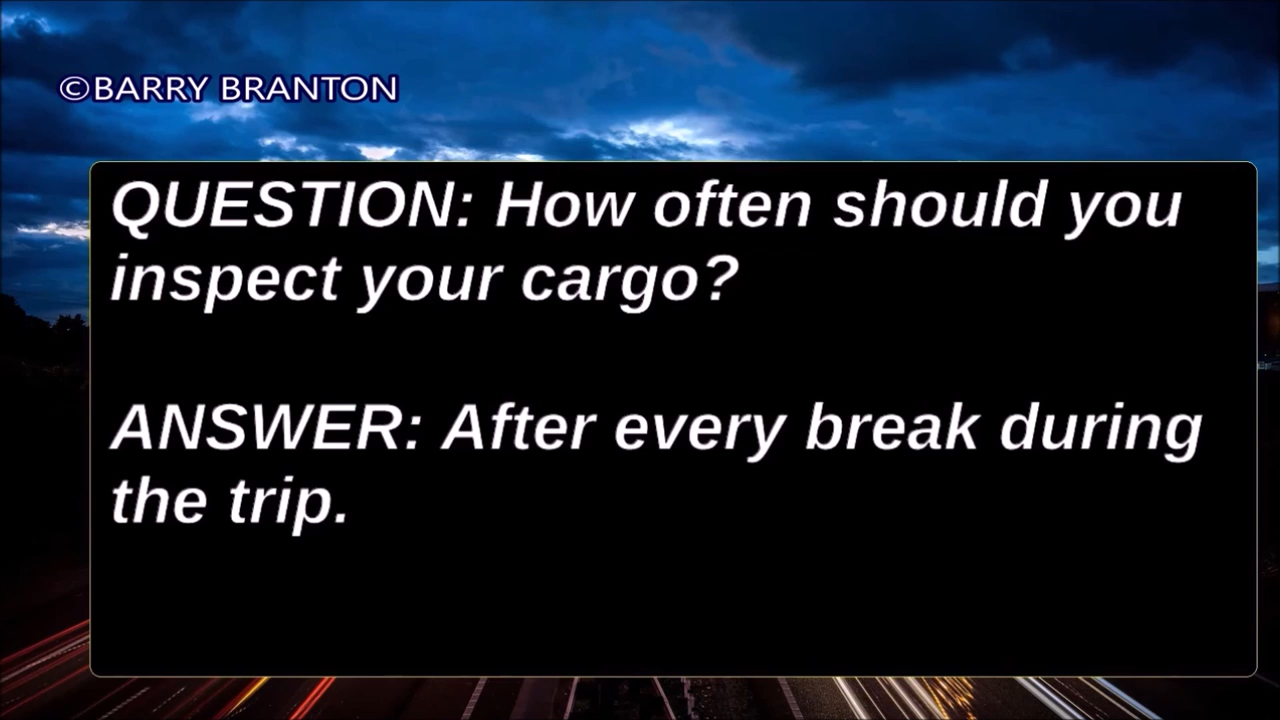 ©BARRY BRANTON
QUESTION: How often should you
inspect your cargo?
ANSWER: After every break during
the trip.